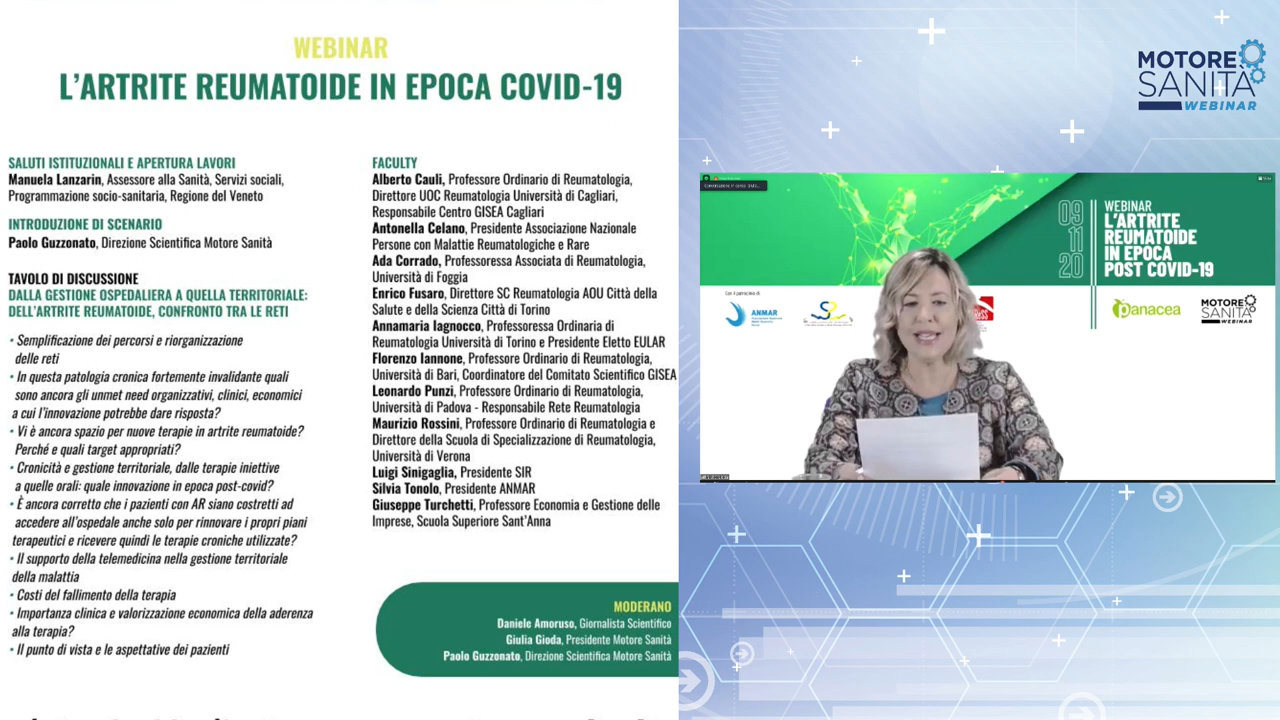 WEBINAR
L'ARTRITE REUMATOIDE IN EPOCA COVID-19
SALUTI ISTITUZIONALI E APERTURA LAVORI
Manuela Lanzarin, Assessore alla Sanità, Servizi sociali,
Programmazione socio-sanitaria, Regione del Veneto
INTRODUZIONE DI SCENARIO
Paolo Guzzonato, Direzione Scientifica Motore Sanità
TAVOLO DI DISCUSSIONE
DALLA GESTIONE OSPEDALIERA A QUELLA TERRITORIALE:
DELL'ARTRITE REUMATOIDE, CONFRONTO TRA LE RETI
• Semplificazione dei percorsi e riorganizzazione
delle reti
• In questa patologia cronica fortemente invalidante quali
sono ancora gli unmet need organizzativi, clinici, economici
a cui l'innovazione potrebbe dare risposta?
• Vi è ancora spazio per nuove terapie in artrite reumatoide?
Perché e quali target appropriati?
• Cronicità e gestione territoriale, dalle terapie iniettive
a quelle orali: quale innovazione in epoca post-covid?
• È ancora corretto che i pazienti con AR siano costretti ad
accedere all'ospedale anche solo per rinnovare i propri piani
terapeutici e ricevere quindi le terapie croniche utilizzate?
• Il supporto della telemedicina nella gestione territoriale
della malattia
• Costi del fallimento della terapia
• Importanza clinica e valorizzazione economica della aderenza
alla terapia?
• Il punto di vista e le aspettative dei pazienti
FACULTY
Alberto Cauli, Professore Ordinario di Reumatologia,
Direttore UOC Reumatologia Università di Cagliari,
Responsabile Centro GISEA Cagliari
Antonella Celano, Presidente Associazione Nazionale
Persone con Malattie Reumatologiche e Rare
Ada Corrado, Professoressa Associata di Reumatologia,
Università di Foggia
Enrico Fusaro, Direttore SC Reumatologia AOU Città della
Salute e della Scienza Città di Torino
Annamaria Iagnocco, Professoressa Ordinaria di
Reumatologia Università di Torino e Presidente Eletto EULAR
Florenzo Iannone, Professore Ordinario di Reumatologia,
Università di Bari, Coordinatore del Comitato Scientifico GISEA
Leonardo Punzi, Professore Ordinario di Reumatologia,
Università di Padova - Responsabile Rete Reumatologia
Maurizio Rossini, Professore Ordinario di Reumatologia e
Direttore della Scuola di Specializzazione di Reumatologia,
Università di Verona
Luigi Sinigaglia, Presidente SIR
Silvia Tonolo, Presidente ANMAR
Giuseppe Turchetti, Professore Economia e Gestione delle
Imprese, Scuola Superiore Sant'Anna
MODERANO
Daniele Amoruso, Giornalista Scientifico
Giulia Gioda, Presidente Motore Sanità
Paolo Guzzonato, Direzione Scientifica Motore Sanità
MOTORE
SANITÀ
WEBINAR
09
11
20
WEBINAR
L'ARTRITE
REUMATOIDE
IN EPOCA
POST COVID-19
Con il patrocinio di
ANMAR
panacea
MOTORE
SANITÀ
WEBINAR